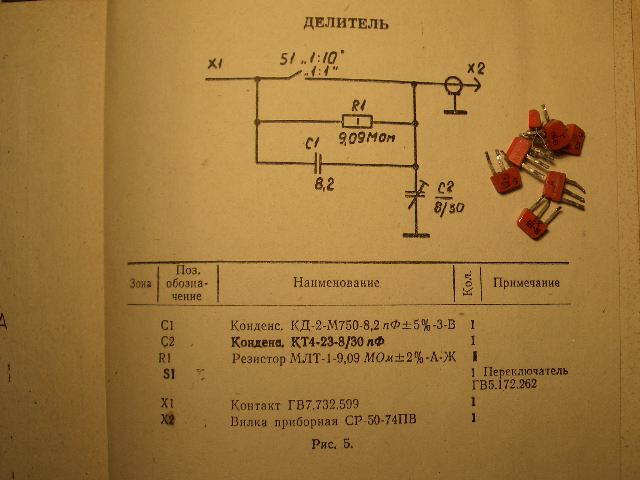 ДЕЛИТЕЛЬ
X1
S1 „1:10"
„1:1"
X2
R1
9,09 МОм
C1
8,2
C2
8/30
Зона
Поз. обозна-чение
Наименование
Кол.
Примечание
C1 Конденс. КД-2-М750-8,2 пФ±5%-3-В 1
C2 Конденс. КТ4-23-8/30 пФ 1
R1 Резистор МЛТ-1-9,09 МОм±2%-А-Ж 1
S1 1 Переключатель
ГВ5.172.262
X1 Контакт ГВ7.732.599 1
X2 Вилка приборная СР-50-74ПВ 1
Рис. 5.